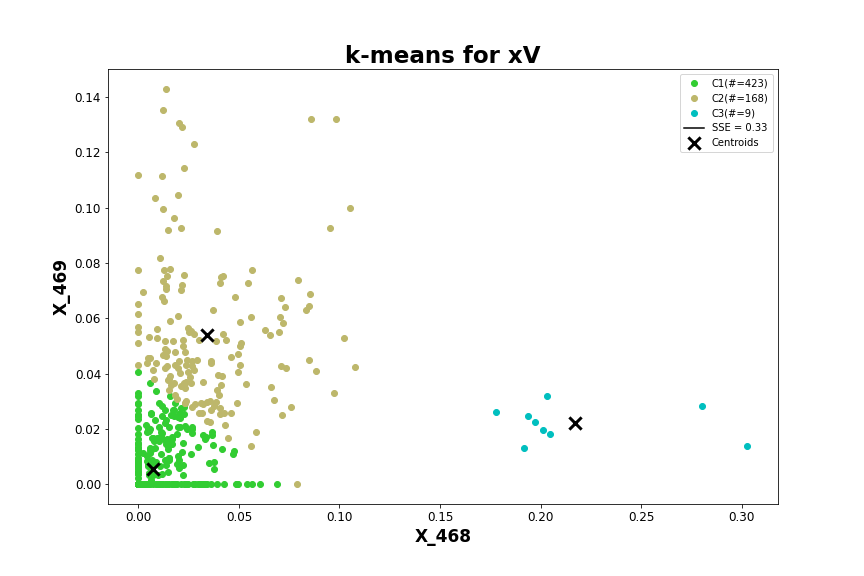 k-means for xV
C1(#=423)
C2(#=168)
C3(#=9)
SSE = 0.33
Centroids
X_469
0.14
0.12
0.10
0.08
0.06
0.04
0.02
0.00
0.00 0.05 0.10 0.15 0.20 0.25 0.30
X_468